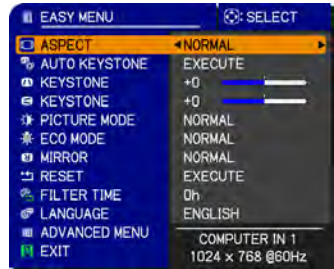 EASY MENU : SELECT
ASPECT NORMAL
AUTO KEYSTONE EXECUTE
KEYSTONE +0
KEYSTONE +0
PICTURE MODE NORMAL
ECO MODE NORMAL
MIRROR NORMAL
RESET EXECUTE
FILTER TIME 0h
LANGUAGE ENGLISH
ADVANCED MENU
EXIT
COMPUTER IN 1
1024 x 768 @60Hz